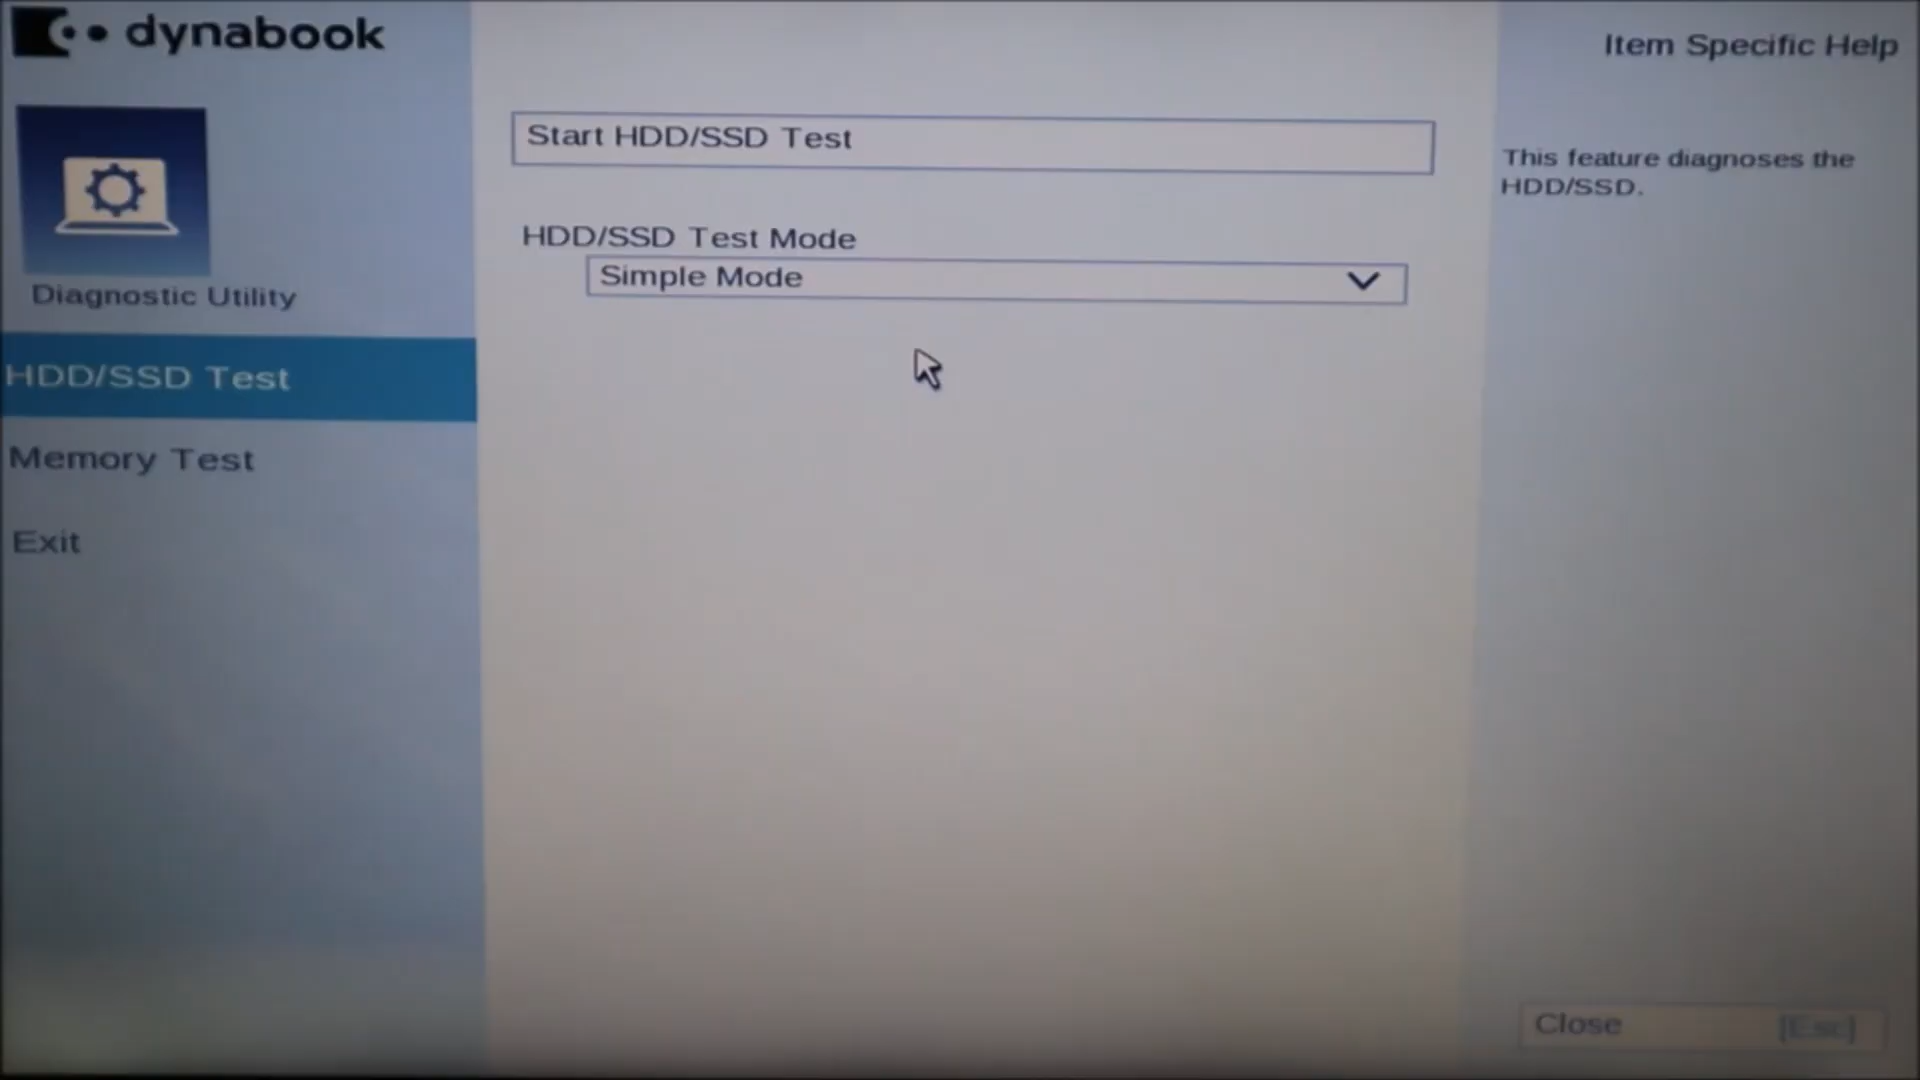 dynabook
Diagnostic Utility
HDD/SSD Test
Memory Test
Exit
Start HDD/SSD Test
HDD/SSD Test Mode
Simple Mode
Item Specific Help
This feature diagnoses the
HDD/SSD.
Close [Esc]